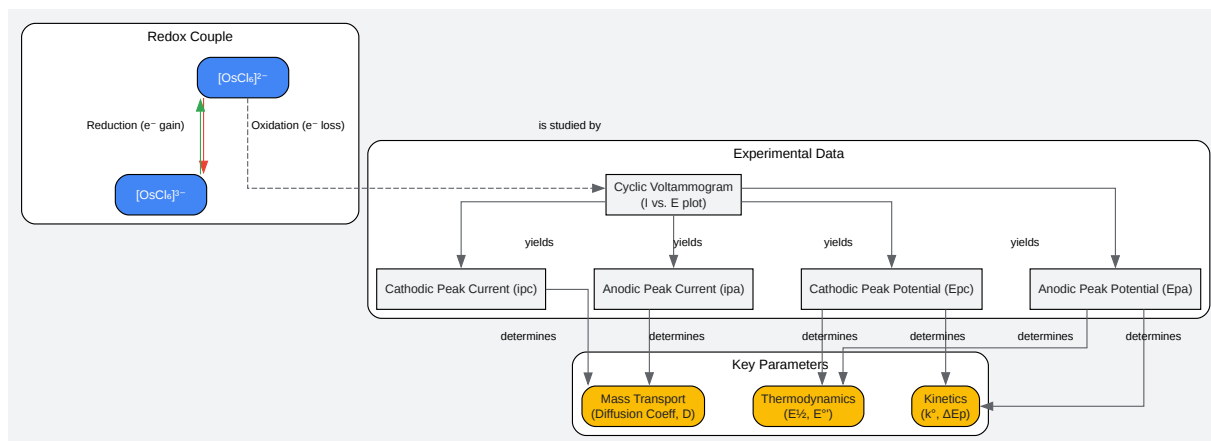 Redox Couple
[OsCl₆]²⁻
Reduction (e⁻ gain)
Oxidation (e⁻ loss)
is studied by
[OsCl₆]³⁻
Experimental Data
Cyclic Voltammogram
(I vs. E plot)
yields
yields
yields
yields
Cathodic Peak Current (ipc)
Anodic Peak Current (ipa)
Cathodic Peak Potential (Epc)
Anodic Peak Potential (Epa)
determines
determines
determines
determines
determines
determines
Key Parameters
Mass Transport
(Diffusion Coeff, D)
Thermodynamics
(E½, E°')
Kinetics
(k°, ΔEp)